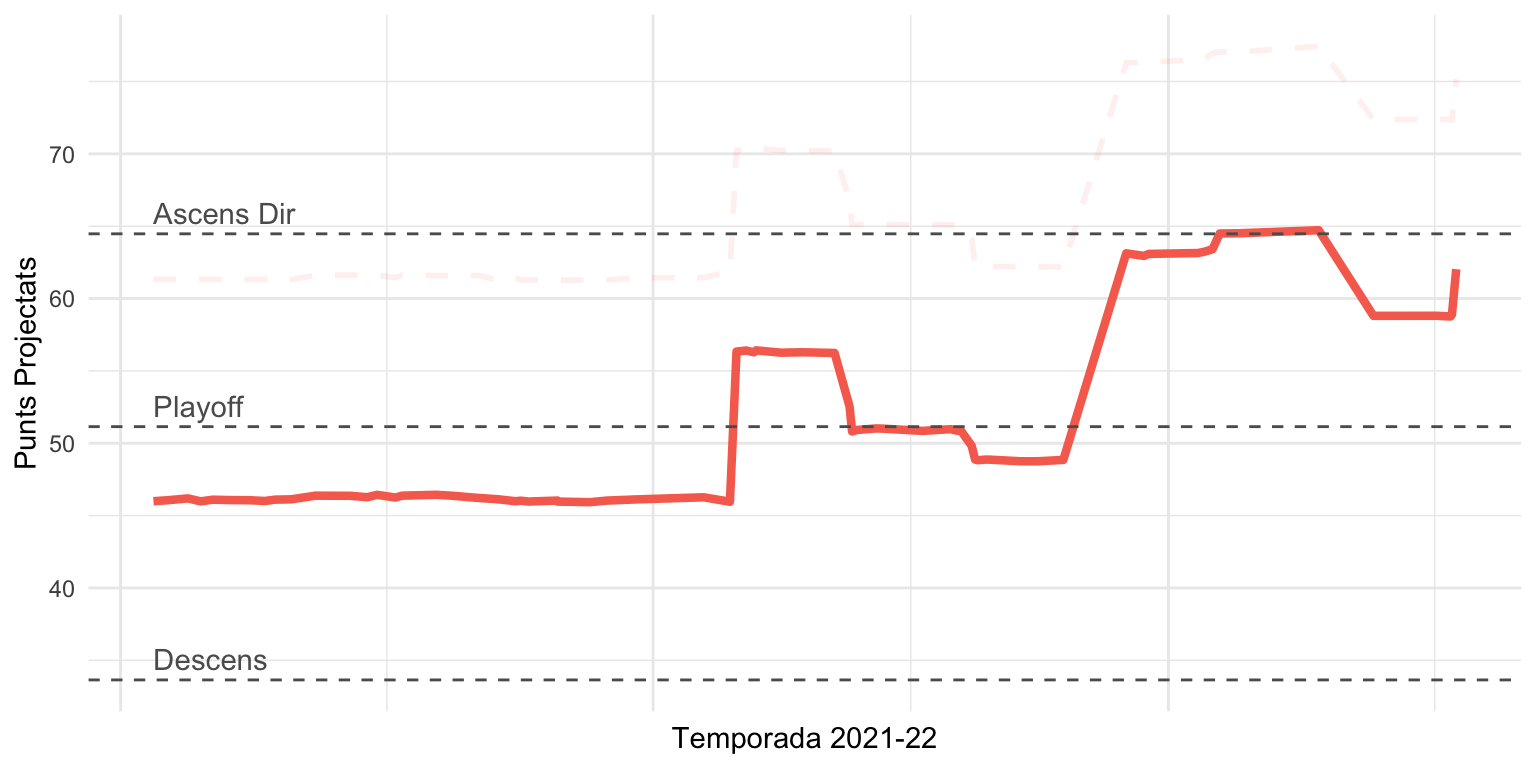 70
Ascens Dir
60
Playoff
50
40
Descens
Punts Projectats
Temporada 2021-22